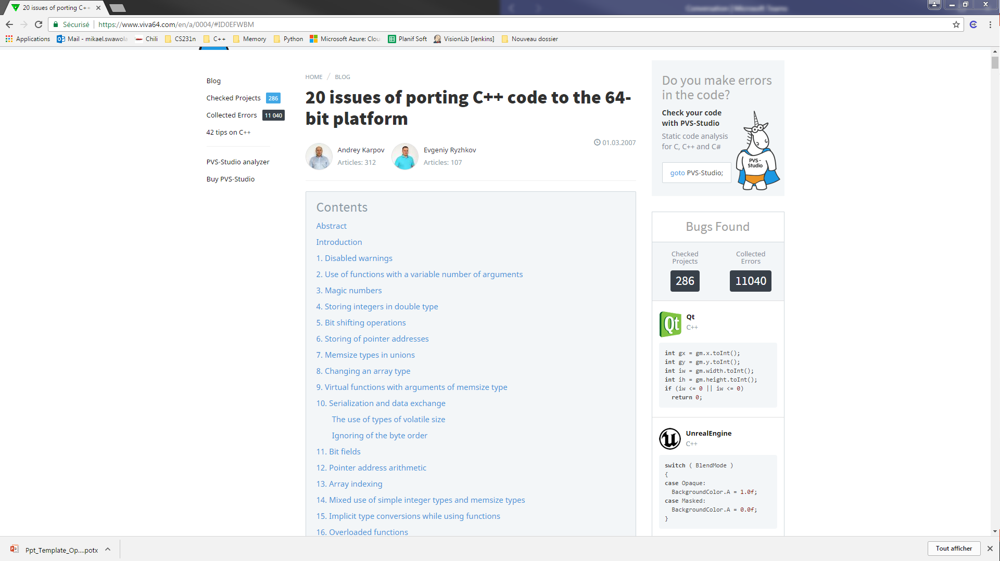 20 issues of porting C++
Conversation | Microsoft Teams
Sécurisé
https://www.viva64.com/en/a/0004/#ID0EFWBM
Applications
Mail - mikael.swawola
Chili
CS231n
C++
Memory
Python
Microsoft Azure: Clou
Planif Soft
VisionLib [Jenkins]
Nouveau dossier
Blog
Checked Projects 286
Collected Errors 11 040
42 tips on C++
PVS-Studio analyzer
Buy PVS-Studio
HOME / BLOG
20 issues of porting C++ code to the 64-
bit platform
Andrey Karpov
Articles: 312
Evgeniy Ryzhkov
Articles: 107
01.03.2007
Contents
Abstract
Introduction
1. Disabled warnings
2. Use of functions with a variable number of arguments
3. Magic numbers
4. Storing integers in double type
5. Bit shifting operations
6. Storing of pointer addresses
7. Memsize types in unions
8. Changing an array type
9. Virtual functions with arguments of memsize type
10. Serialization and data exchange
The use of types of volatile size
Ignoring of the byte order
11. Bit fields
12. Pointer address arithmetic
13. Array indexing
14. Mixed use of simple integer types and memsize types
15. Implicit type conversions while using functions
16. Overloaded functions
Do you make errors
in the code?
Check your code
with PVS-Studio
Static code analysis
for C, C++ and C#
goto PVS-Studio;
PVS-
Studio
Bugs Found
Checked
Projects
286
Collected
Errors
11040
Qt
Qt
C++
int gx = gm.x.toInt();
int gy = gm.y.toInt();
int iw = gm.width.toInt();
int ih = gm.height.toInt();
if (iw <= 0 || iw <= 0)
return 0;
UnrealEngine
C++
switch ( BlendMode )
{
case Opaque:
BackgroundColor.A = 1.0f;
case Masked:
BackgroundColor.A = 0.0f;
}
Ppt_Template_Op....potx
Tout afficher